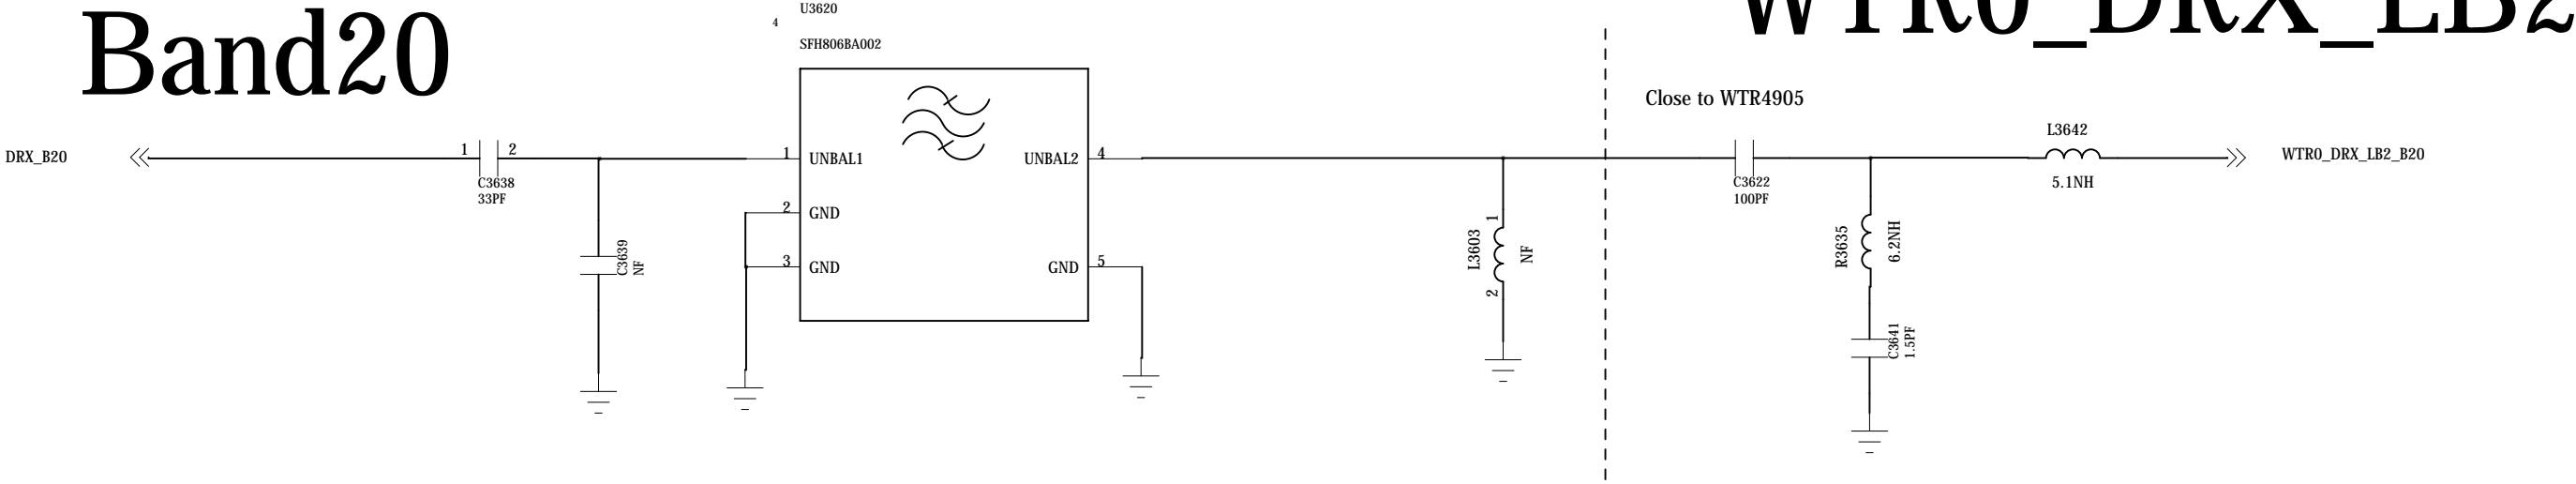 Band20
WTR0_DRX_LB2
U3620
4
SFH806BA002
Close to WTR4905
DRX_B20
1 2
C3638
33PF
C3639
NF
1 UNBAL1
2 GND
3 GND
UNBAL2 4
GND 5
L3603
1
2
NF
C3622
100PF
R3635
6.2NH
C3641
1.5PF
L3642
5.1NH
WTR0_DRX_LB2_B20